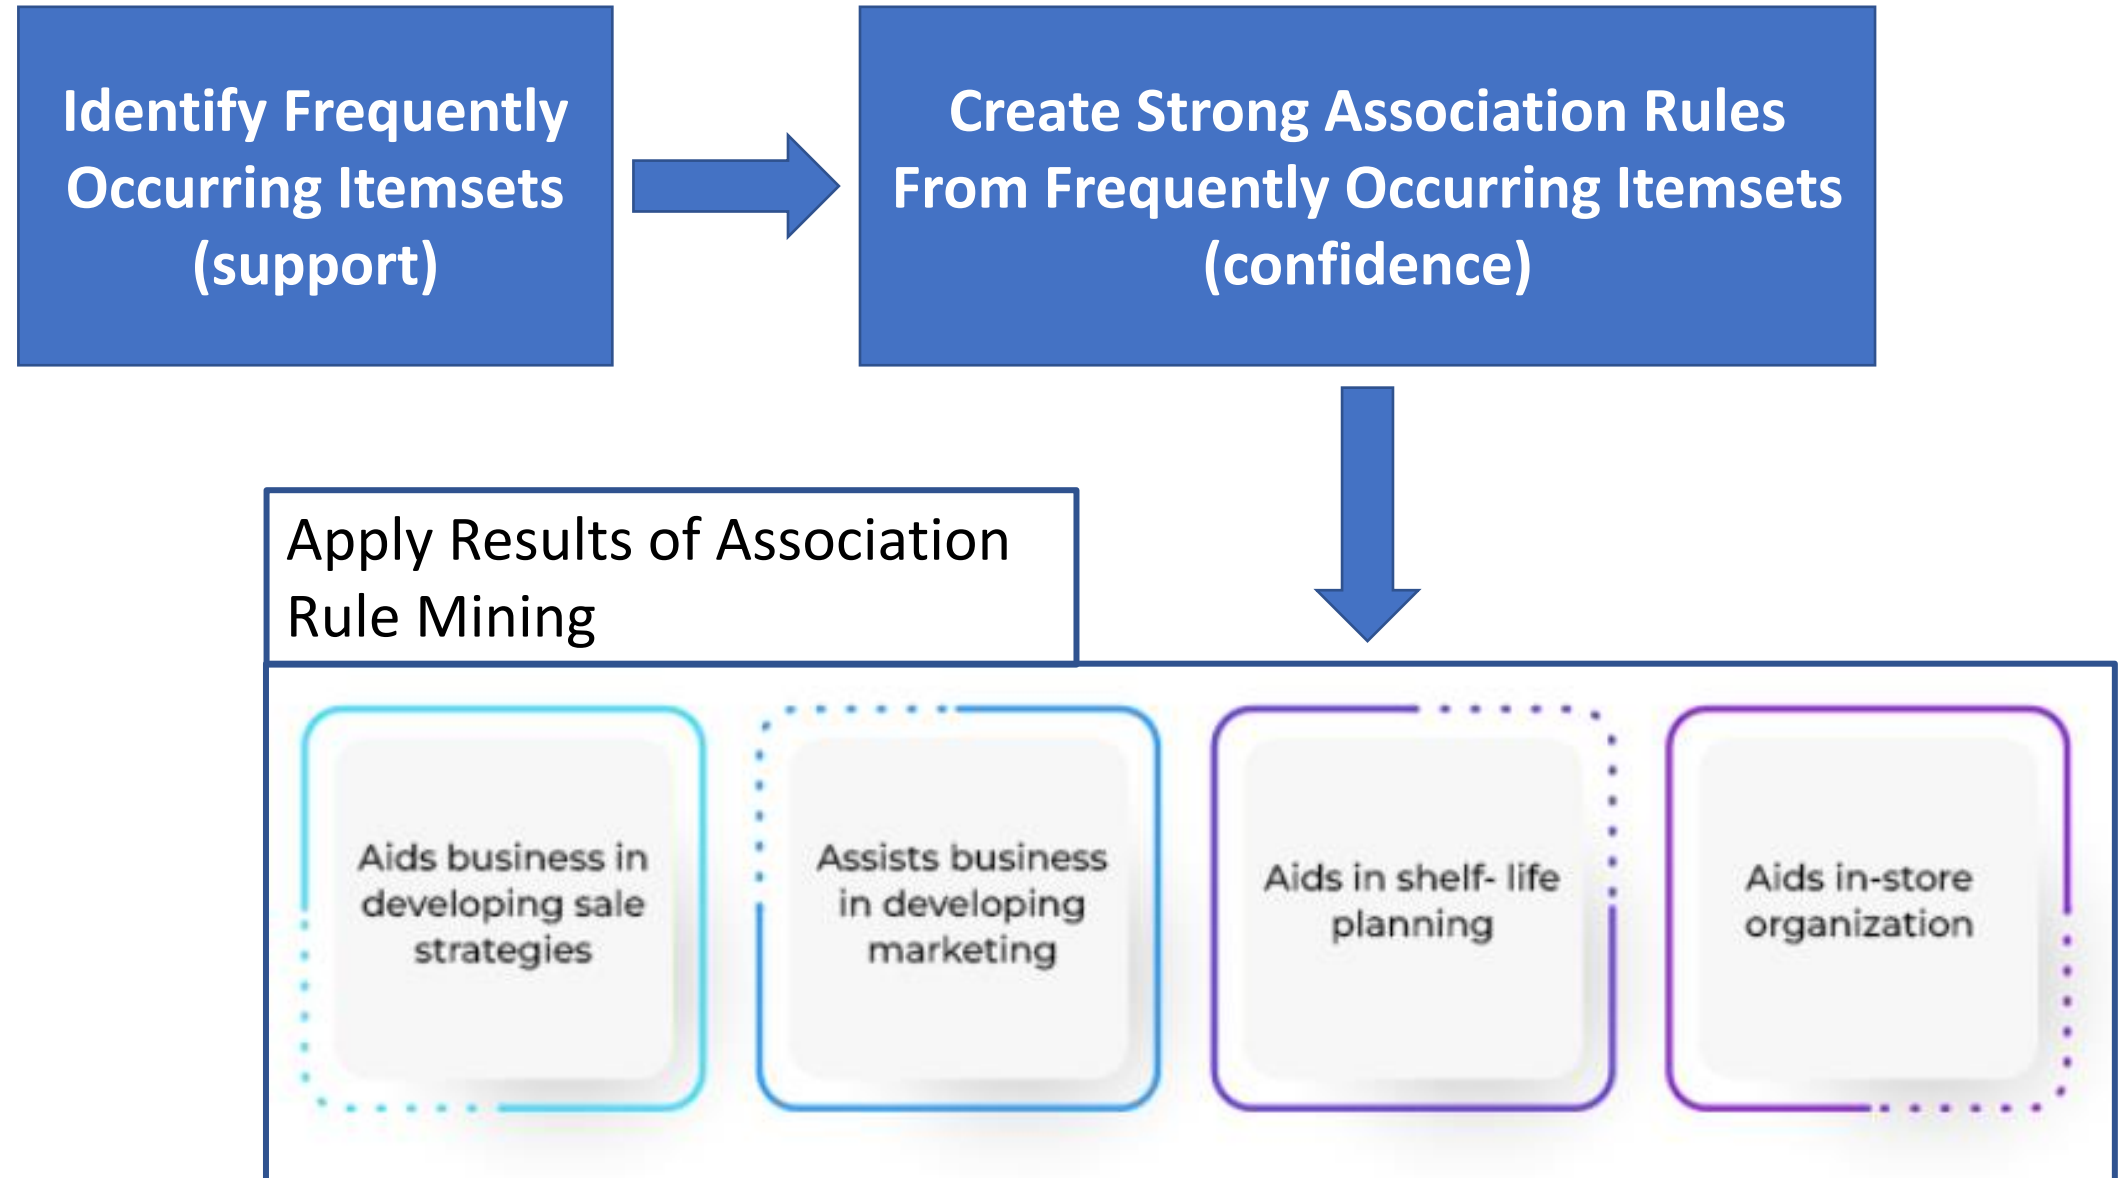 Identify Frequently
Occurring Itemsets
(support)
Create Strong Association Rules
From Frequently Occurring Itemsets
(confidence)
Apply Results of Association
Rule Mining
Aids business in
developing sale
strategies
Assists business
in developing
marketing
Aids in shelf- life
planning
Aids in-store
organization